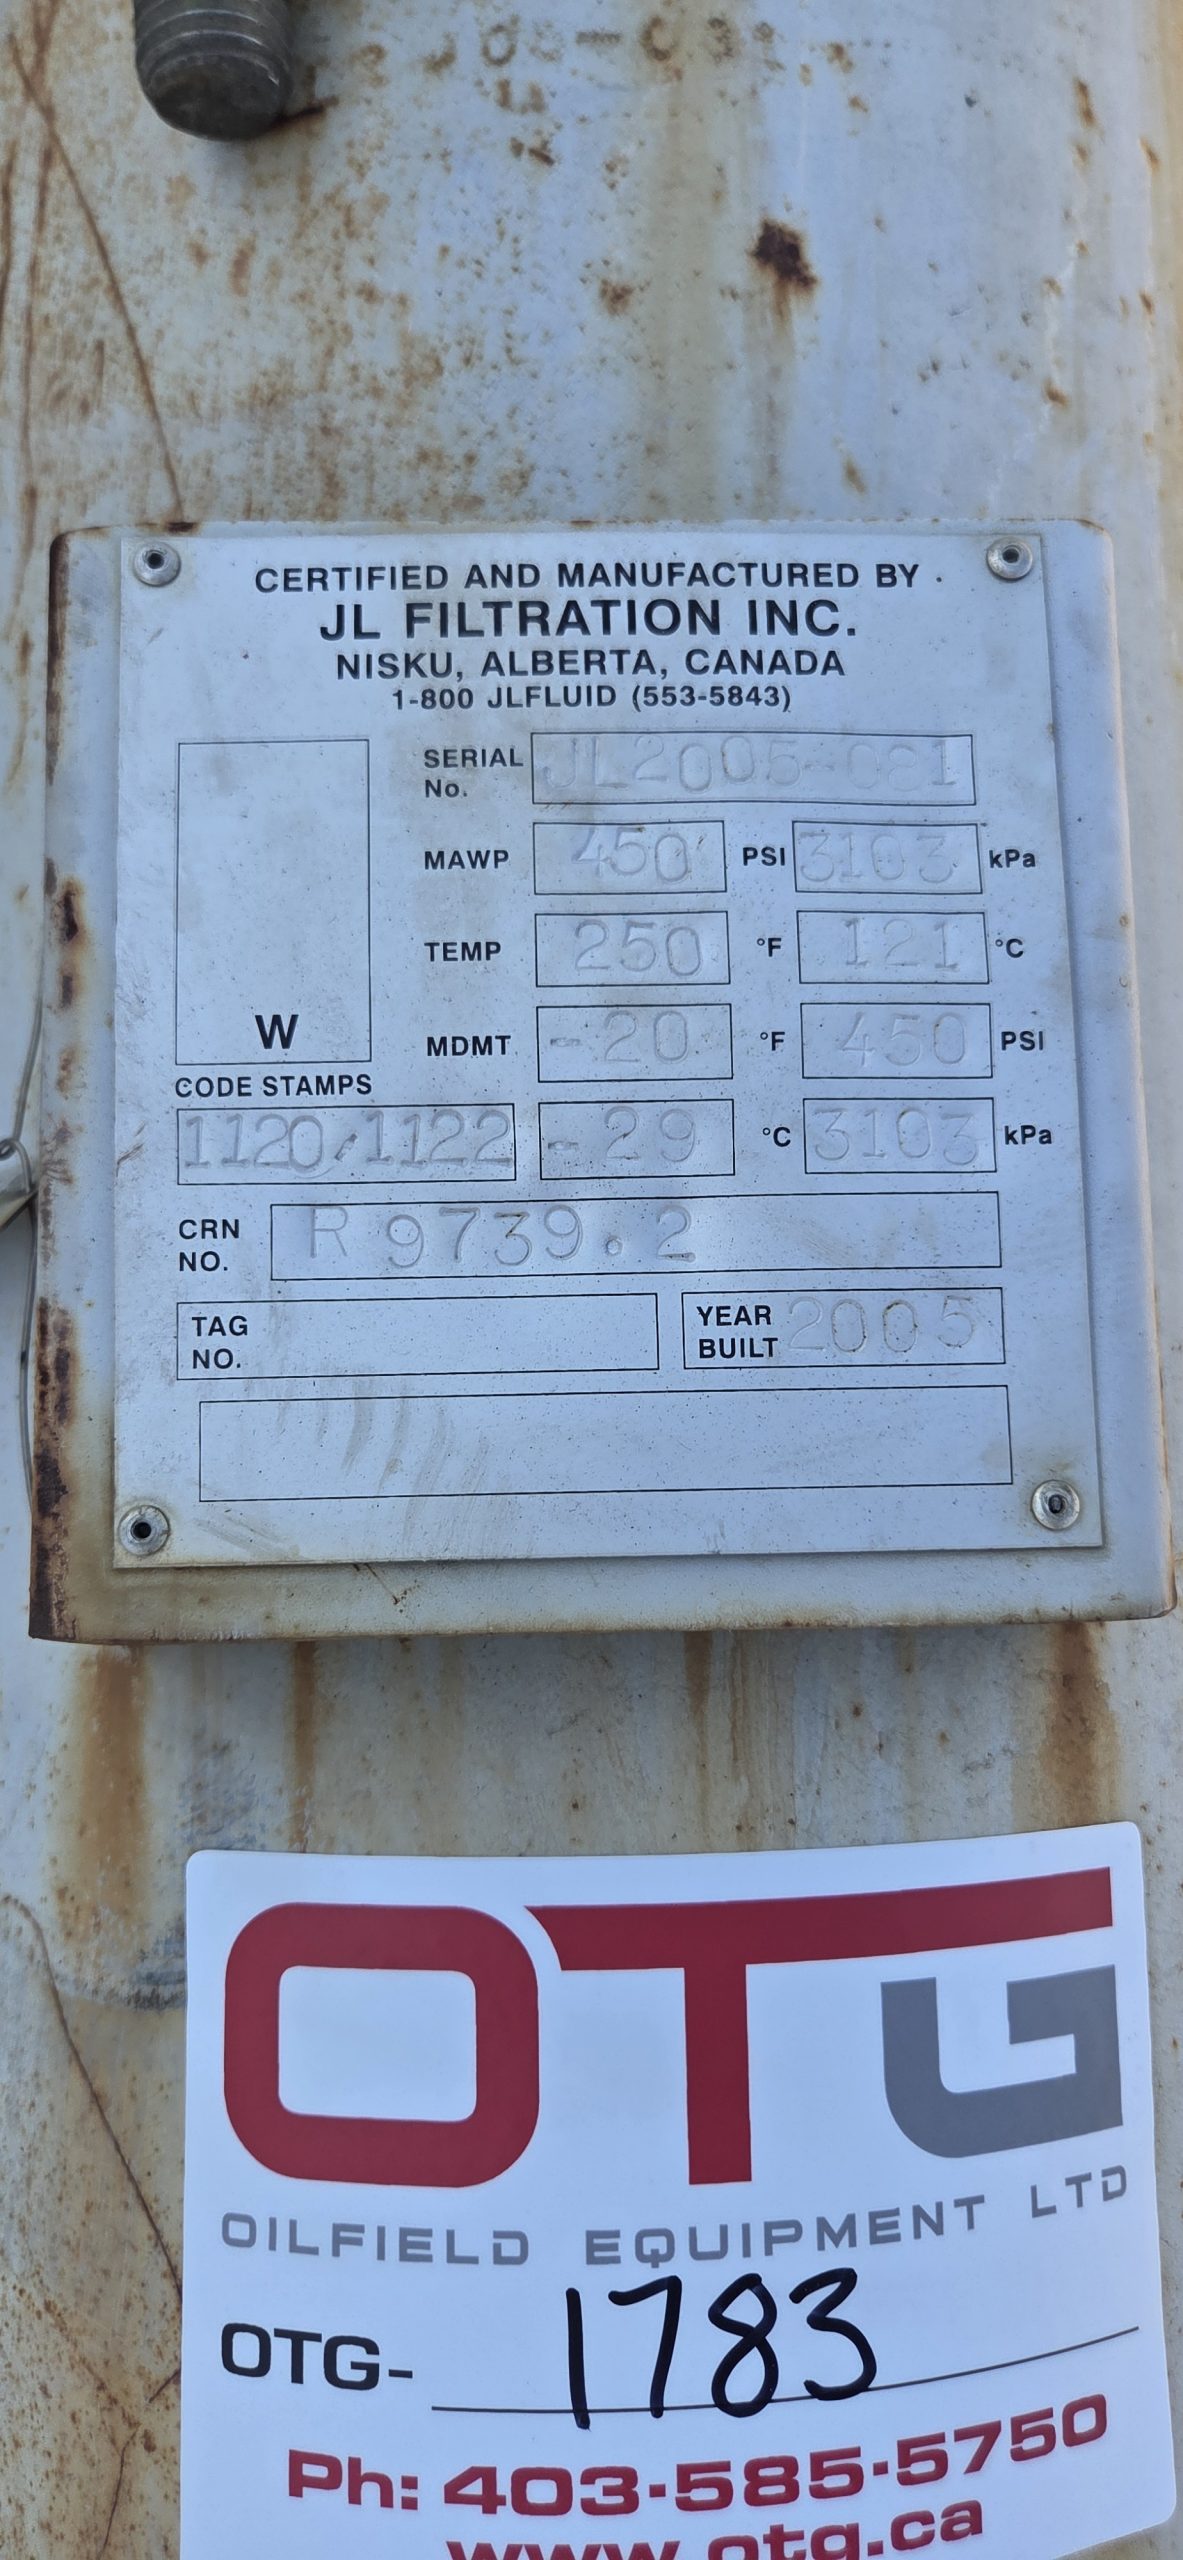 CERTIFIED AND MANUFACTURED BY
JL FILTRATION INC.
NISKU, ALBERTA, CANADA
1-800 JLFLUID (553-5843)
SERIAL No. JL2005-081
MAWP 450 PSI 3103 kPa
TEMP 250 °F 121 °C
W
MDMT -20 °F 450 PSI
CODE STAMPS
1120/1122 -29 °C 3103 kPa
CRN NO. R 9739.2
TAG NO.
YEAR BUILT 2005
OTG
OILFIELD EQUIPMENT LTD
OTG- 1783
Ph: 403-585-5750
www.otg.ca